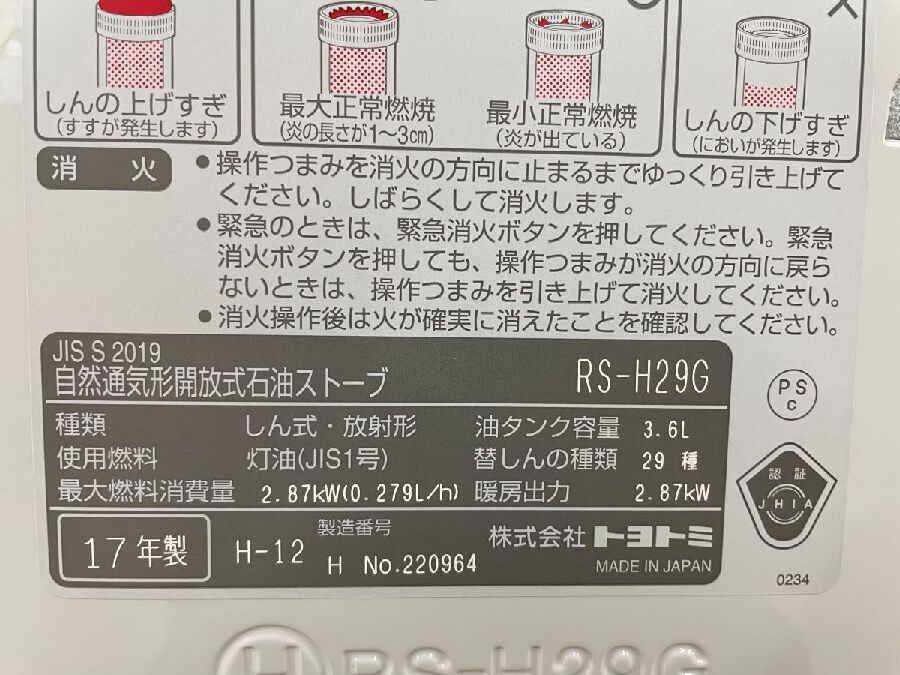 しんの上げすぎ
(すすが発生します)
最大正常燃焼
(炎の長さが1～3cm)
最小正常燃焼
(炎が出ている)
しんの下げすぎ
(においが発生します)
消火
●操作つまみを消火の方向に止まるまでゆっくり引き上げて
ください。しばらくして消火します。
●緊急のときは、緊急消火ボタンを押してください。緊急
消火ボタンを押しても、操作つまみが消火の方向に戻ら
ないときは、操作つまみを引き上げて消火してください。
●消火操作後は火が確実に消えたことを確認してください。
JIS S 2019
自然通気形開放式石油ストーブ RS-H29G
種類 しん式・放射形 油タンク容量 3.6L
使用燃料 灯油(JIS1号) 替しんの種類 29 種
最大燃料消費量 2.87kW(0.279L/h) 暖房出力 2.87kW
17年製 H-12 製造番号
H No.220964
株式会社 トヨトミ
MADE IN JAPAN
PS
C
認証
JHIA
0234
H RS-H29G